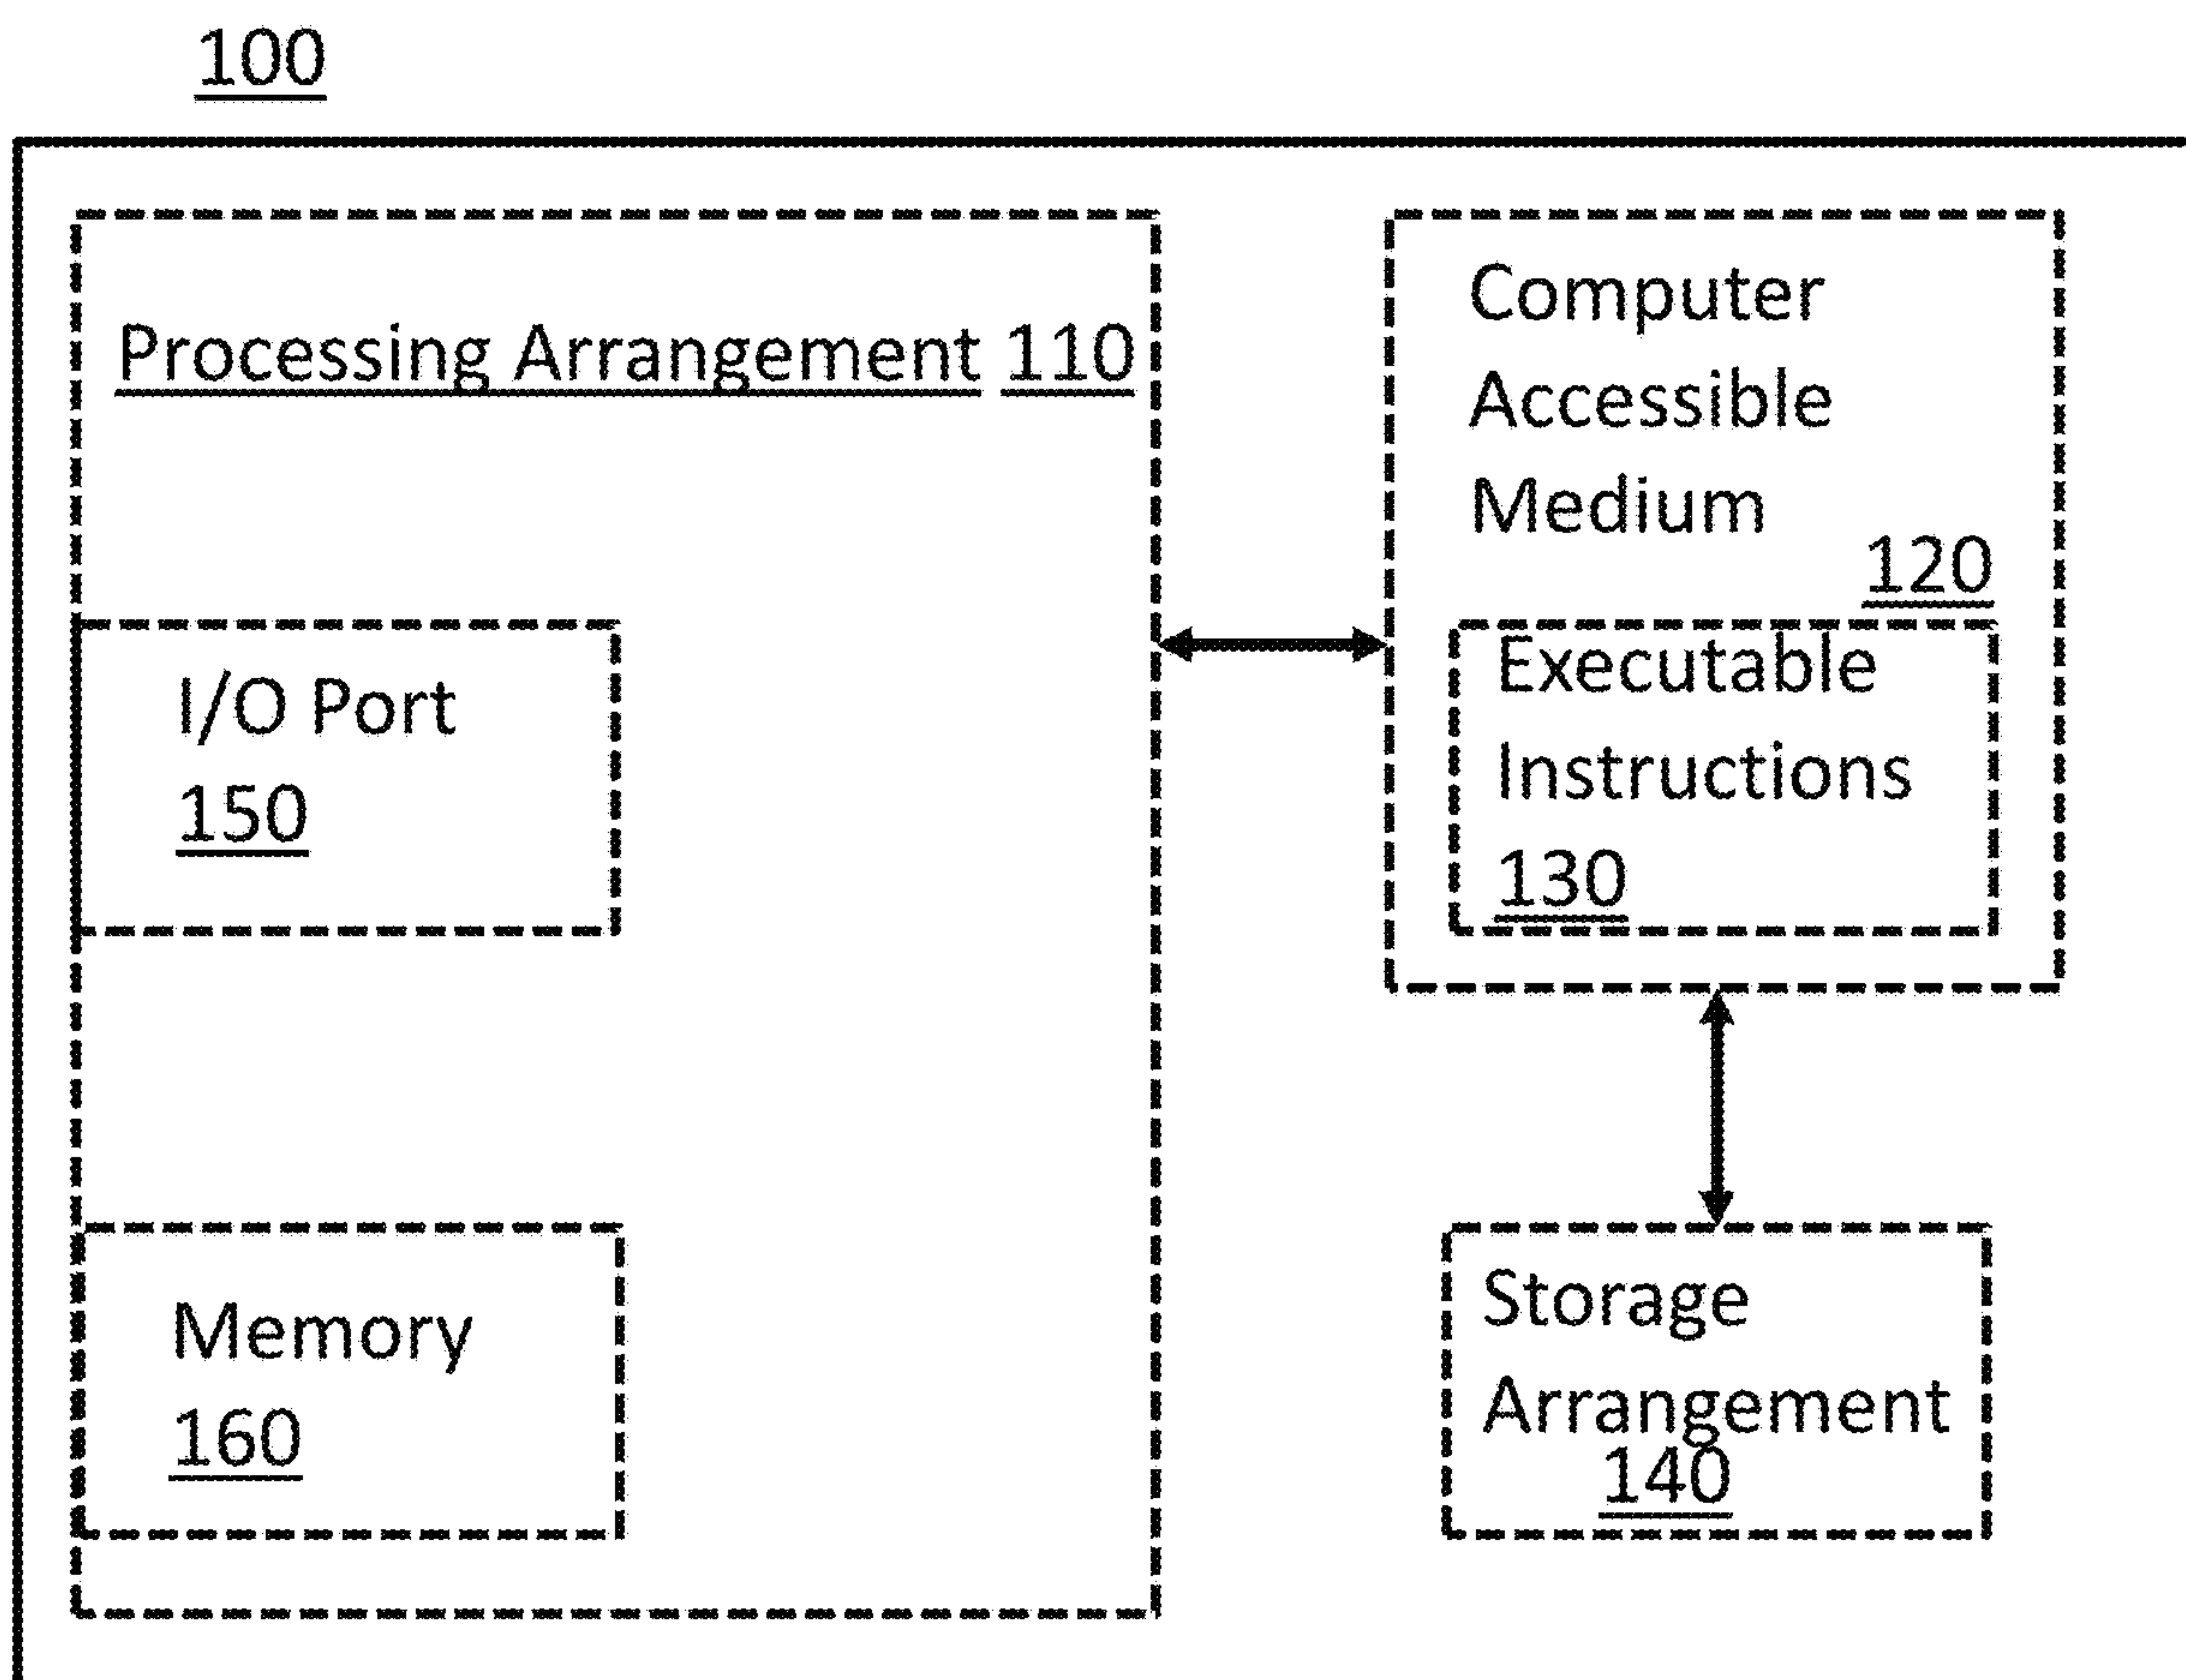 100
Processing Arrangement 110
I/O Port
150
Memory
160
Computer
Accessible
Medium
120
Executable
Instructions
130
Storage
Arrangement
140